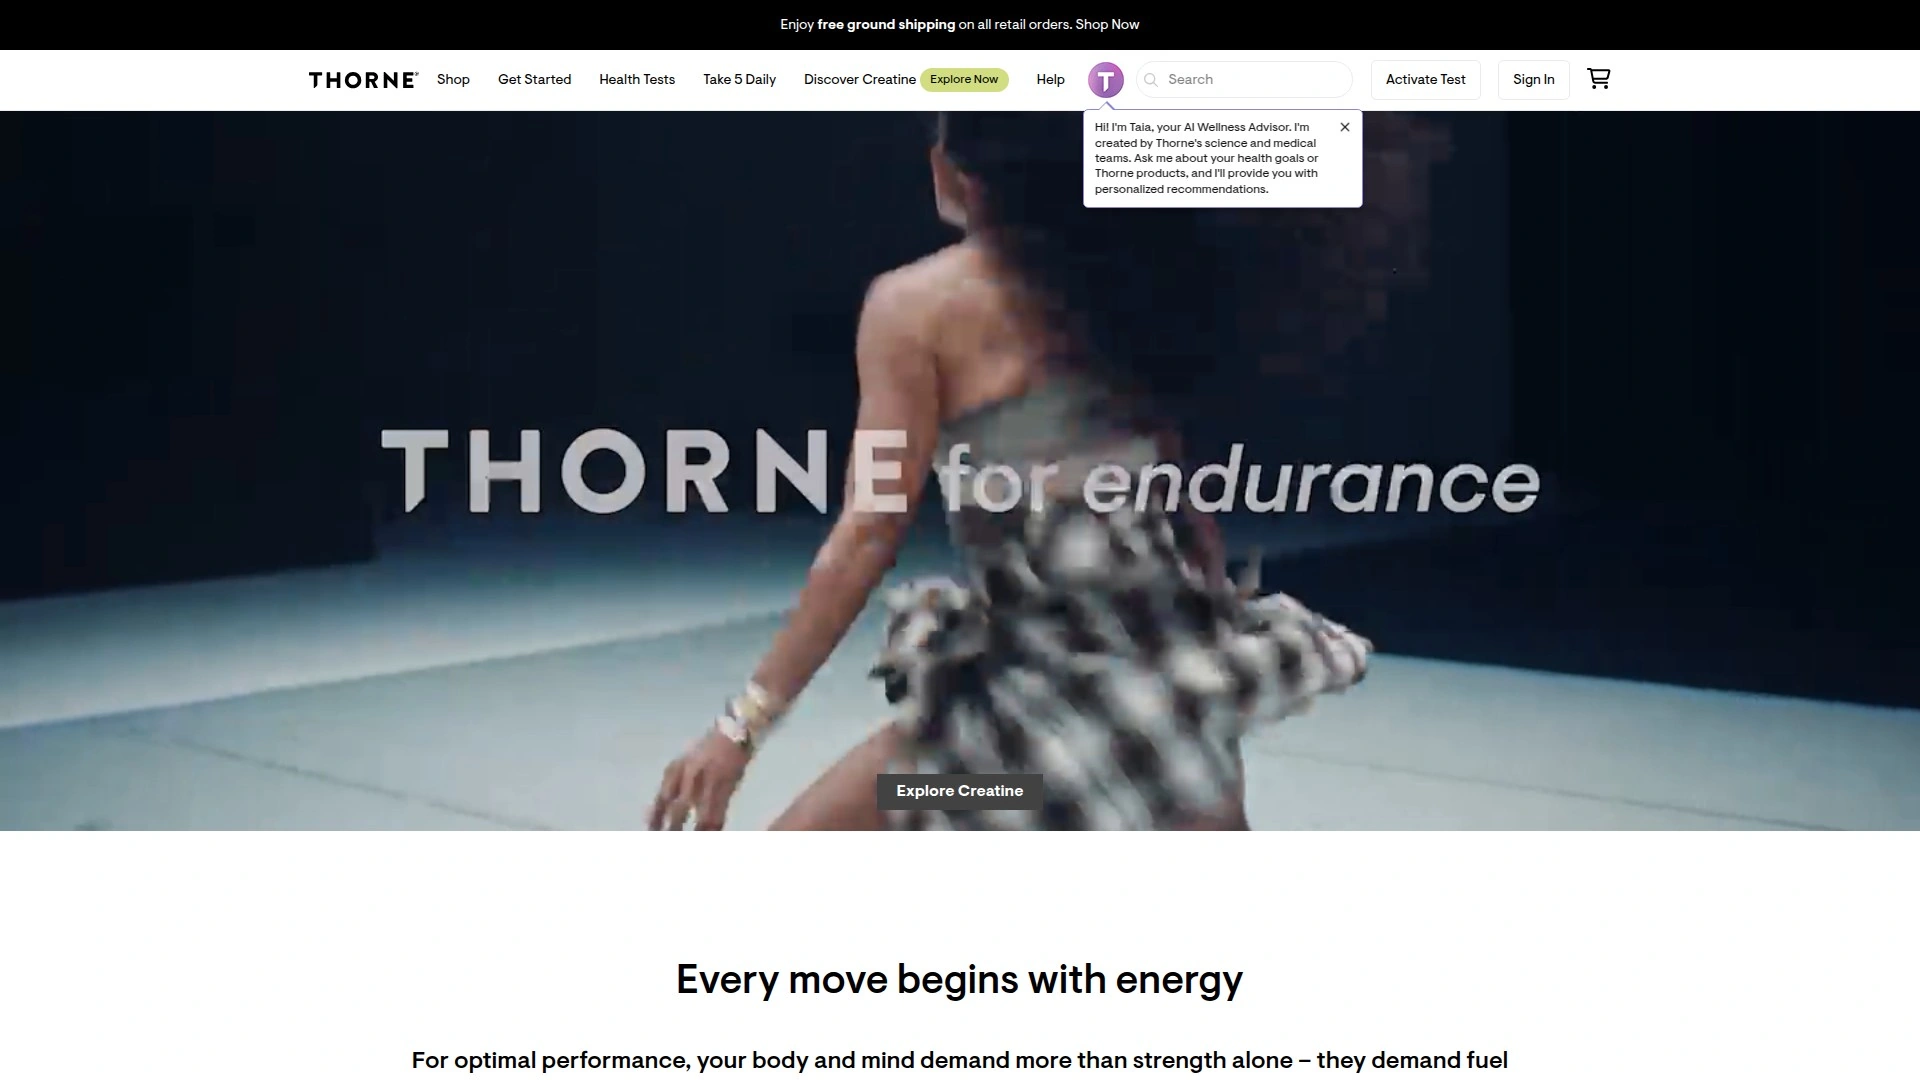 Enjoy free ground shipping on all retail orders. Shop Now
THORNE®
Shop
Get Started
Health Tests
Take 5 Daily
Discover Creatine
Explore Now
Help
T
Search
Activate Test
Sign In
Hi! I'm Taia, your AI Wellness Advisor. I'm
created by Thorne's science and medical
teams. Ask me about your health goals or
Thorne products, and I'll provide you with
personalized recommendations.
THORNE for endurance
Explore Creatine
Every move begins with energy
For optimal performance, your body and mind demand more than strength alone – they demand fuel